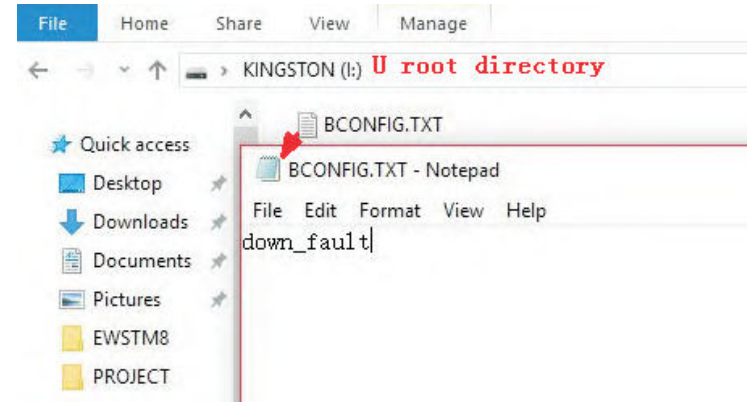 File Home Share View Manage
KINGSTON (I:) U root directory
BCONFIG.TXT
Quick access
BCONFIG.TXT - Notepad
Desktop
File Edit Format View Help
Downloads
down_fault
Documents
Pictures
EWSTM8
PROJECT